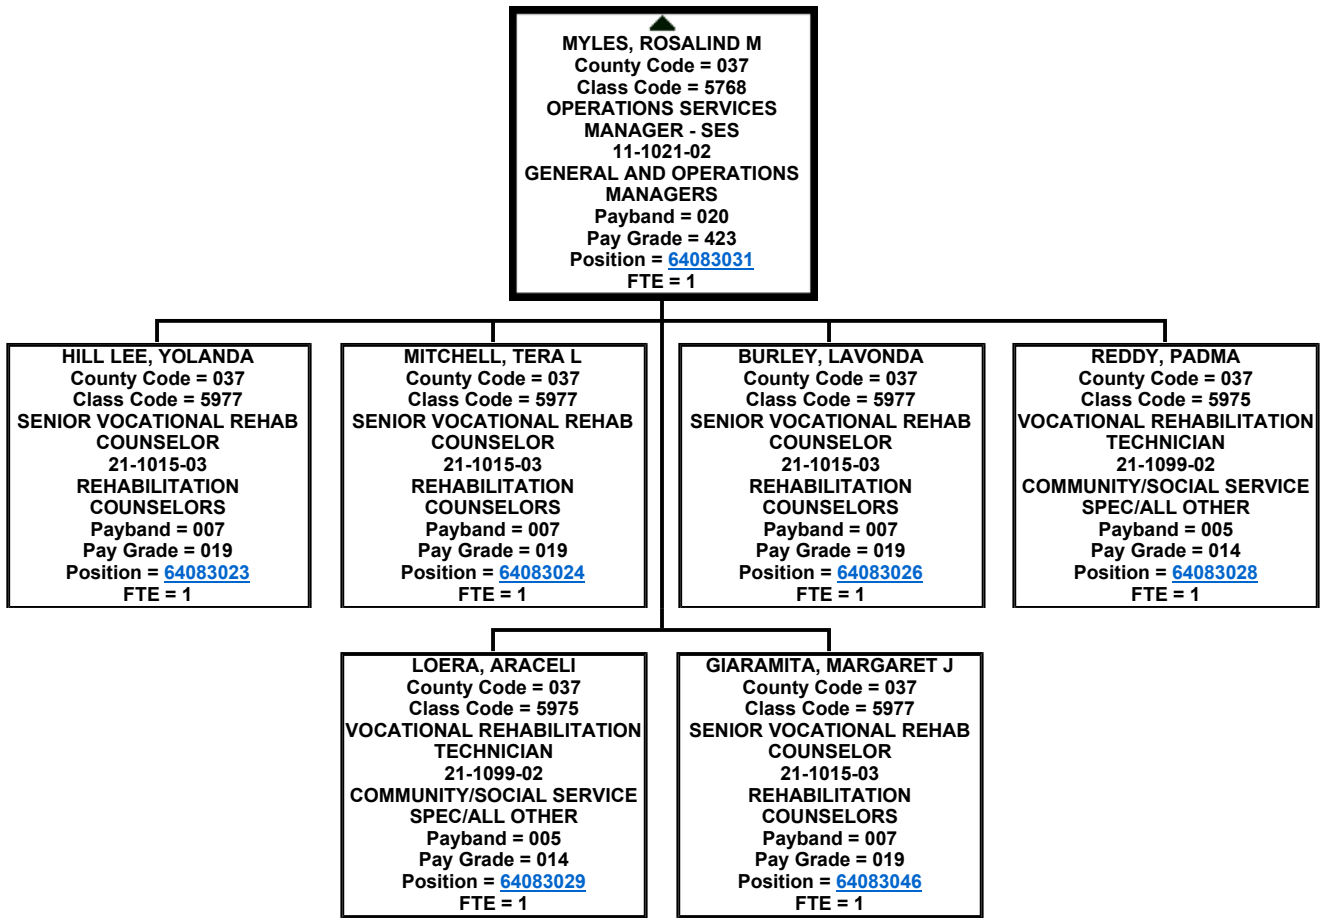 MYLES, ROSALIND M
County Code = 037
Class Code = 5768
OPERATIONS SERVICES
MANAGER - SES
11-1021-02
GENERAL AND OPERATIONS
MANAGERS
Payband = 020
Pay Grade = 423
Position = 64083031
FTE = 1
HILL LEE, YOLANDA
County Code = 037
Class Code = 5977
SENIOR VOCATIONAL REHAB
COUNSELOR
21-1015-03
REHABILITATION
COUNSELORS
Payband = 007
Pay Grade = 019
Position = 64083023
FTE = 1
MITCHELL, TERA L
County Code = 037
Class Code = 5977
SENIOR VOCATIONAL REHAB
COUNSELOR
21-1015-03
REHABILITATION
COUNSELORS
Payband = 007
Pay Grade = 019
Position = 64083024
FTE = 1
BURLEY, LAVONDA
County Code = 037
Class Code = 5977
SENIOR VOCATIONAL REHAB
COUNSELOR
21-1015-03
REHABILITATION
COUNSELORS
Payband = 007
Pay Grade = 019
Position = 64083026
FTE = 1
REDDY, PADMA
County Code = 037
Class Code = 5975
VOCATIONAL REHABILITATION
TECHNICIAN
21-1099-02
COMMUNITY/SOCIAL SERVICE
SPEC/ALL OTHER
Payband = 005
Pay Grade = 014
Position = 64083028
FTE = 1
LOERA, ARACELI
County Code = 037
Class Code = 5975
VOCATIONAL REHABILITATION
TECHNICIAN
21-1099-02
COMMUNITY/SOCIAL SERVICE
SPEC/ALL OTHER
Payband = 005
Pay Grade = 014
Position = 64083029
FTE = 1
GIARAMITA, MARGARET J
County Code = 037
Class Code = 5977
SENIOR VOCATIONAL REHAB
COUNSELOR
21-1015-03
REHABILITATION
COUNSELORS
Payband = 007
Pay Grade = 019
Position = 64083046
FTE = 1